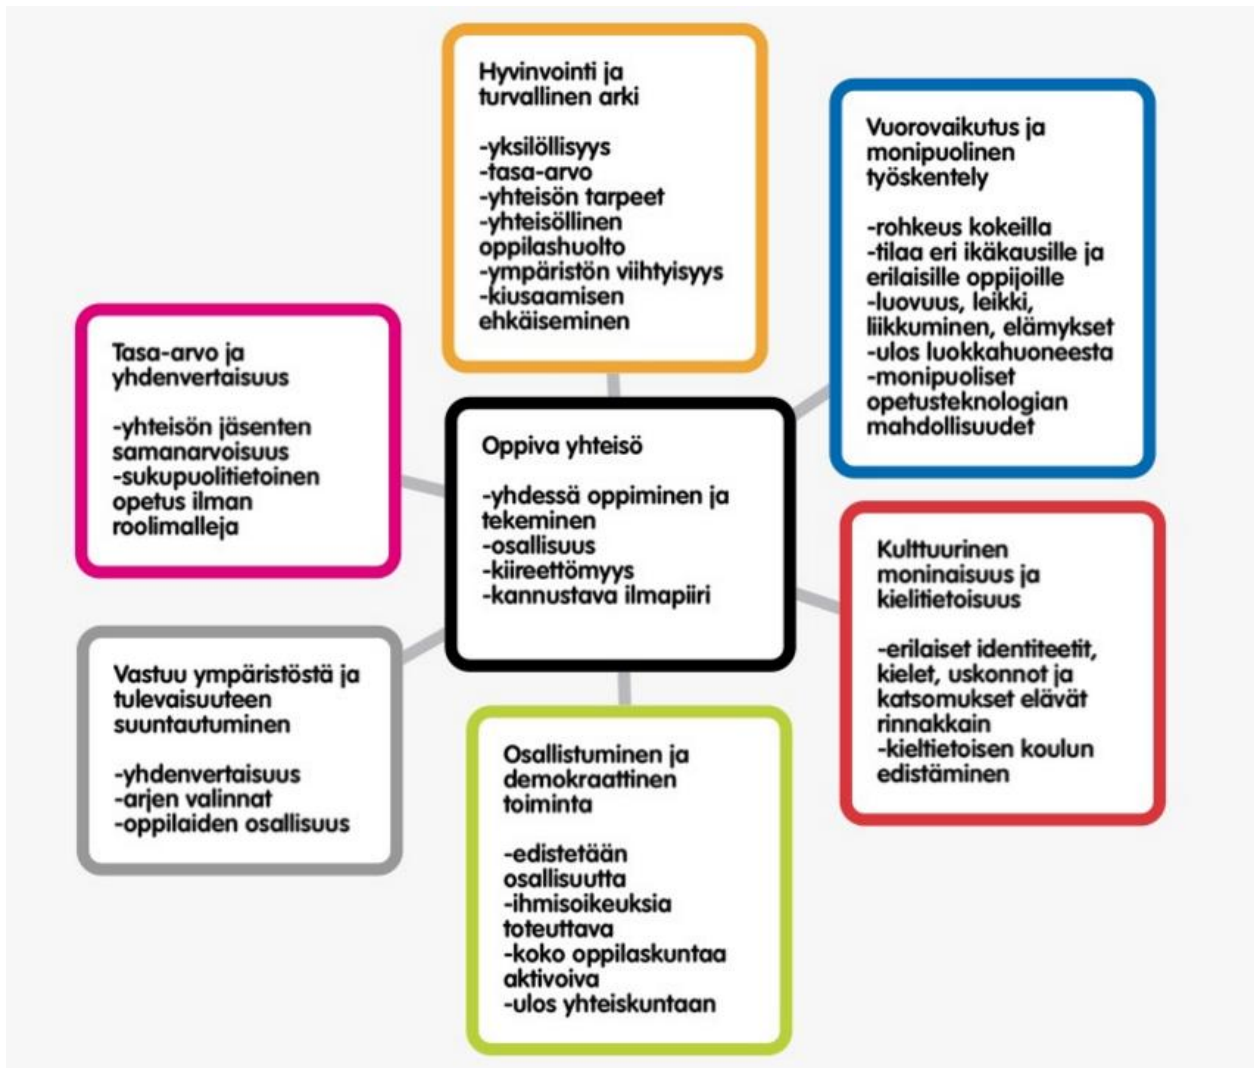 Hyvinvointi ja
turvallinen arki
-yksilöllisyys
-tasa-arvo
-yhteisön tarpeet
-yhteisöllinen
oppilashuolto
-ympäristön viihtyisyys
-kiusaamisen
ehkäiseminen
Vuorovaikutus ja
monipuolinen
työskentely
-rohkeus kokeilla
-tilaa eri ikäkausille ja
erilaisille oppijoille
-luovuus, leikki,
liikkuminen, elämykset
-ulos luokkahuoneesta
-monipuoliset
opetusteknologian
mahdollisuudet
Tasa-arvo ja
yhdenvertaisuus
-yhteisön jäsenten
samanarvoisuus
-sukupuolitietoinen
opetus ilman
roolimalleja
Oppiva yhteisö
-yhdessä oppiminen ja
tekeminen
-osallisuus
-kiireettömyys
-kannustava ilmapiiri
Kulttuurinen
moninaisuus ja
kielitietoisuus
-erilaiset identiteetit,
kielet, uskonnot ja
katsomukset elävät
rinnakkain
-kieltietoisen koulun
edistäminen
Vastuu ympäristöstä ja
tulevaisuuteen
suuntautuminen
-yhdenvertaisuus
-arjen valinnat
-oppilaiden osallisuus
Osallistuminen ja
demokraattinen
toiminta
-edistetään
osallisuutta
-ihmisoikeuksia
toteuttava
-koko oppilaskuntaa
aktivoiva
-ulos yhteiskuntaan